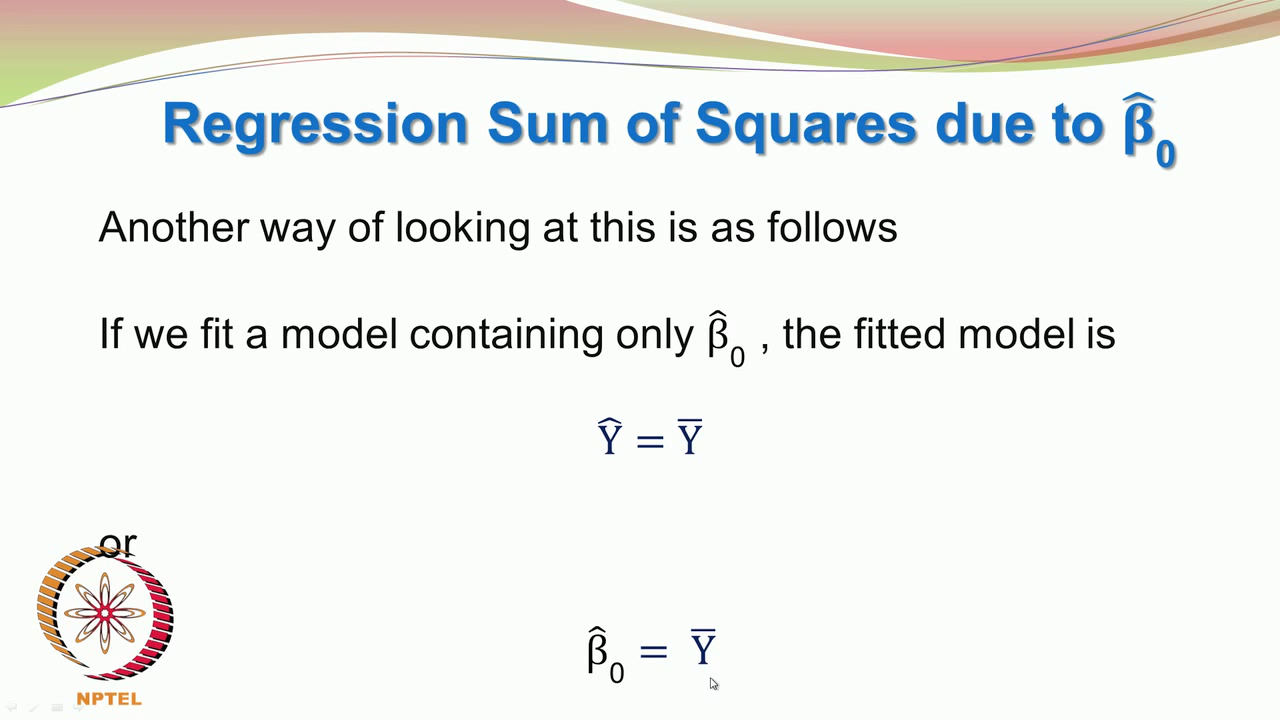 Regression Sum of Squares due to β̂₀
Another way of looking at this is as follows
If we fit a model containing only β̂₀ , the fitted model is
Ŷ = Y̅
or
β̂₀ = Y̅
NPTEL